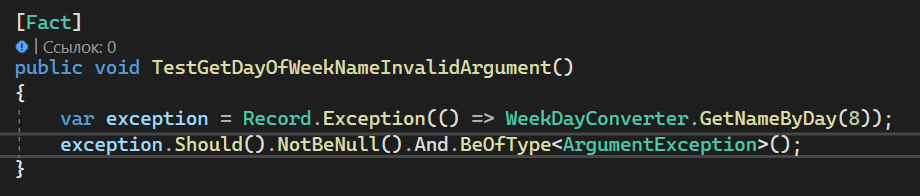 [Fact]
| Ссылок: 0
public void TestGetDayOfWeekNameInvalidArgument()
{
    var exception = Record.Exception(() => WeekDayConverter.GetNameByDay(8));
    exception.Should().NotBeNull().And.BeOfType<ArgumentException>();
}